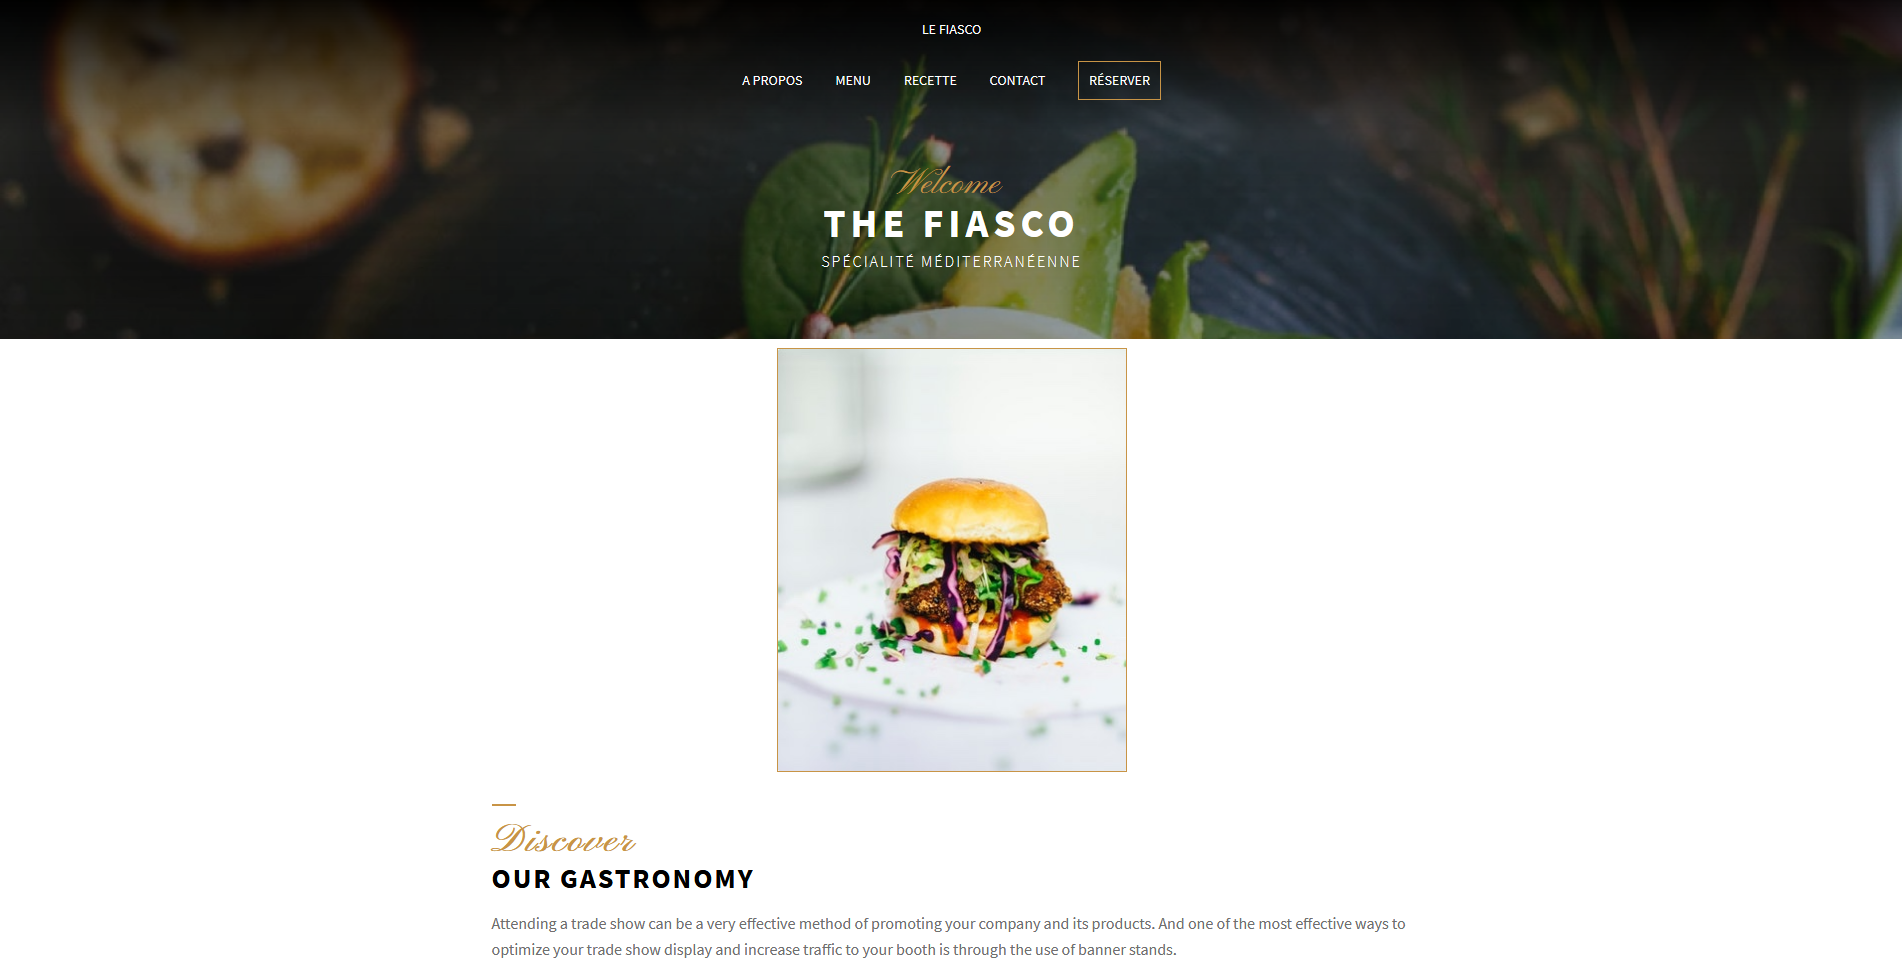 LE FIASCO
A PROPOS MENU RECETTE CONTACT RÉSERVER
Welcome
THE FIASCO
SPÉCIALITÉ MÉDITERRANÉENNE
Discover
OUR GASTRONOMY
Attending a trade show can be a very effective method of promoting your company and its products. And one of the most effective ways to
optimize your trade show display and increase traffic to your booth is through the use of banner stands.